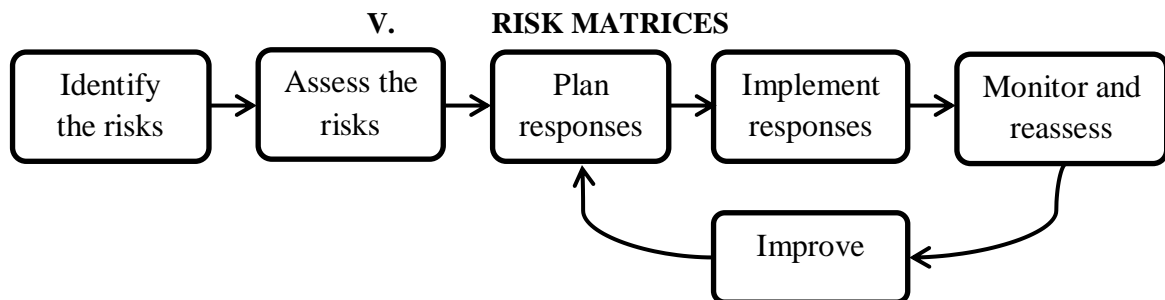 V. RISK MATRICES
Identify
the risks
Assess the
risks
Plan
responses
Implement
responses
Monitor and
reassess
Improve